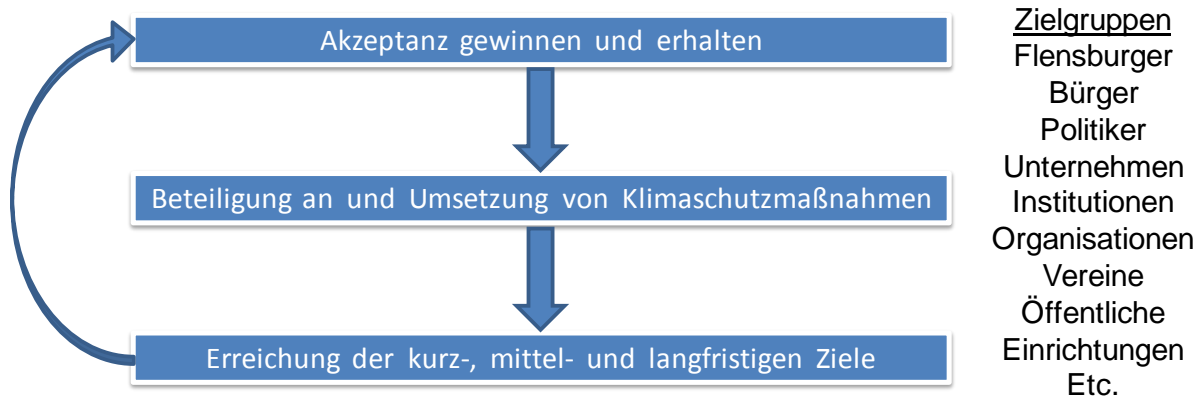 Akzeptanz gewinnen und erhalten
Beteiligung an und Umsetzung von Klimaschutzmaßnahmen
Erreichung der kurz-, mittel- und langfristigen Ziele
Zielgruppen
Flensburger
Bürger
Politiker
Unternehmen
Institutionen
Organisationen
Vereine
Öffentliche
Einrichtungen
Etc.